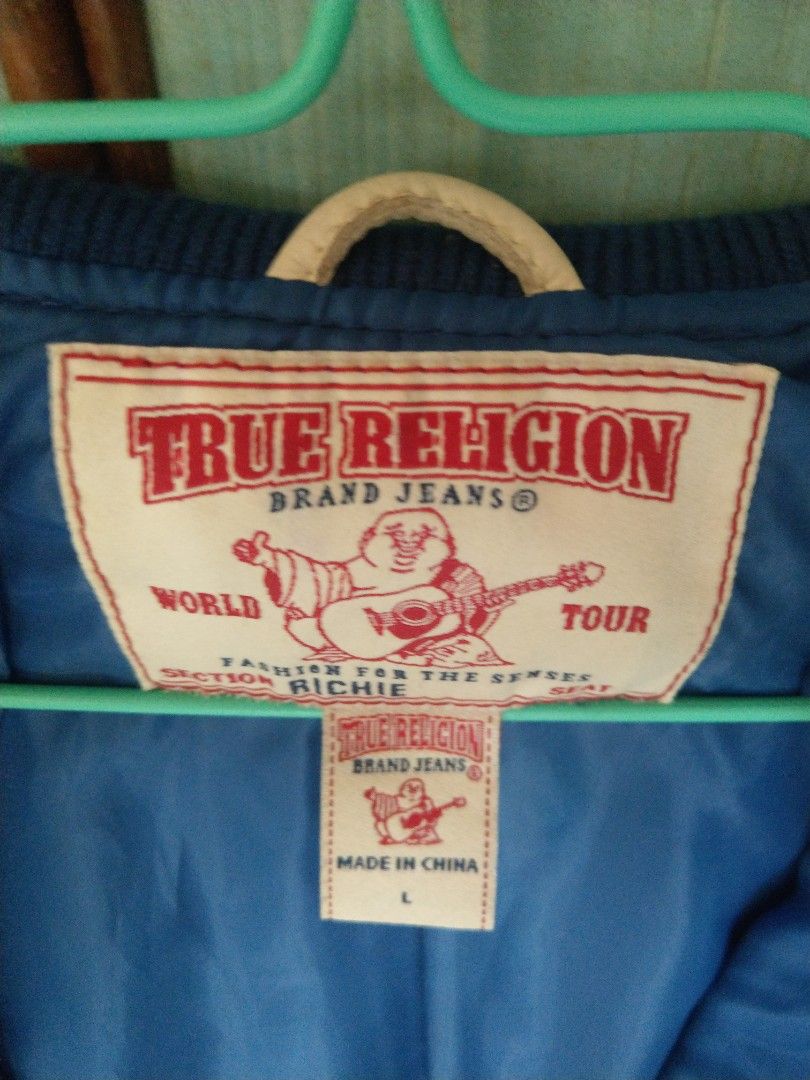 TRUE RELIGION
BRAND JEANS®
WORLD TOUR
FASHION FOR THE SENSES
SECTION RICHIE SEAT
TRUE RELIGION
BRAND JEANS®
MADE IN CHINA
L